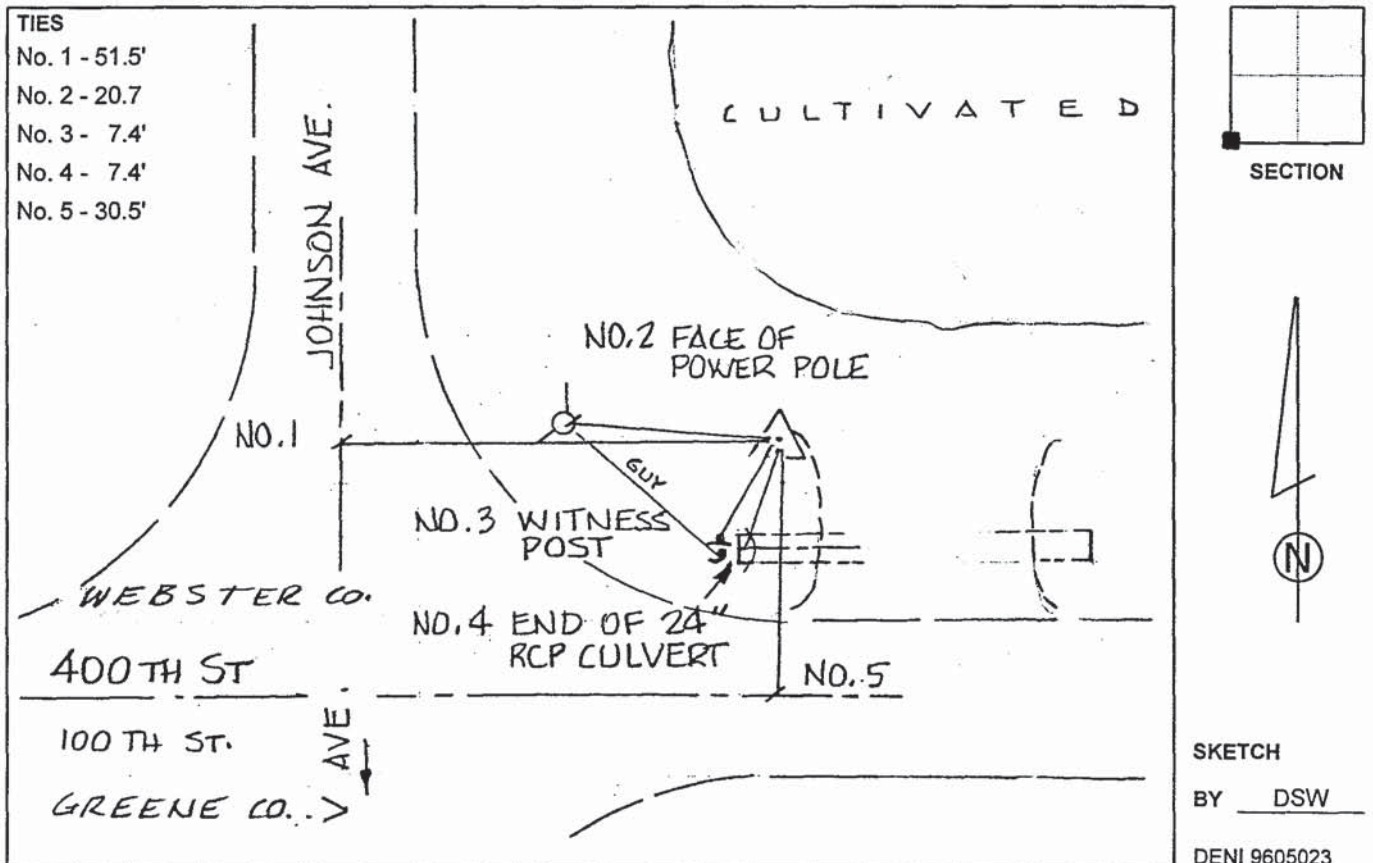 TIES
No. 1 - 51.5'
No. 2 - 20.7
No. 3 - 7.4'
No. 4 - 7.4'
No. 5 - 30.5'
JOHNSON AVE.
CULTIVATED
SECTION
NO.2 FACE OF
POWER POLE
NO.1
GUY
NO.3 WITNESS
POST
N
WEBSTER CO.
NO.4 END OF 24"
RCP CULVERT
400TH ST
NO.5
100 TH ST.
AVE.
GREENE CO..
SKETCH
BY DSW
DENI 9605023